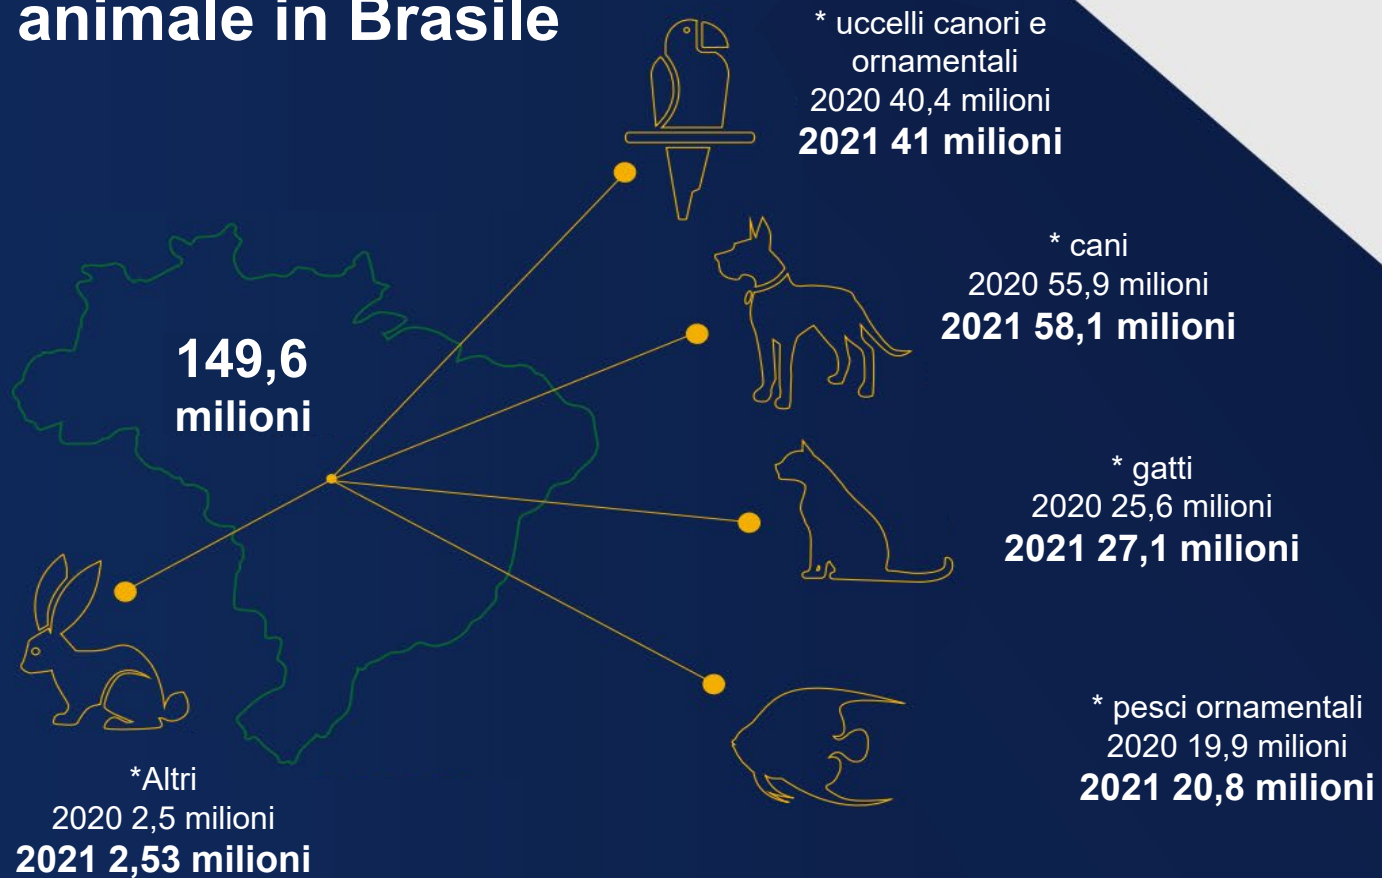 animale in Brasile
* uccelli canori e
ornamentali
2020 40,4 milioni
2021 41 milioni
* cani
2020 55,9 milioni
2021 58,1 milioni
149,6
milioni
* gatti
2020 25,6 milioni
2021 27,1 milioni
* pesci ornamentali
2020 19,9 milioni
2021 20,8 milioni
*Altri
2020 2,5 milioni
2021 2,53 milioni